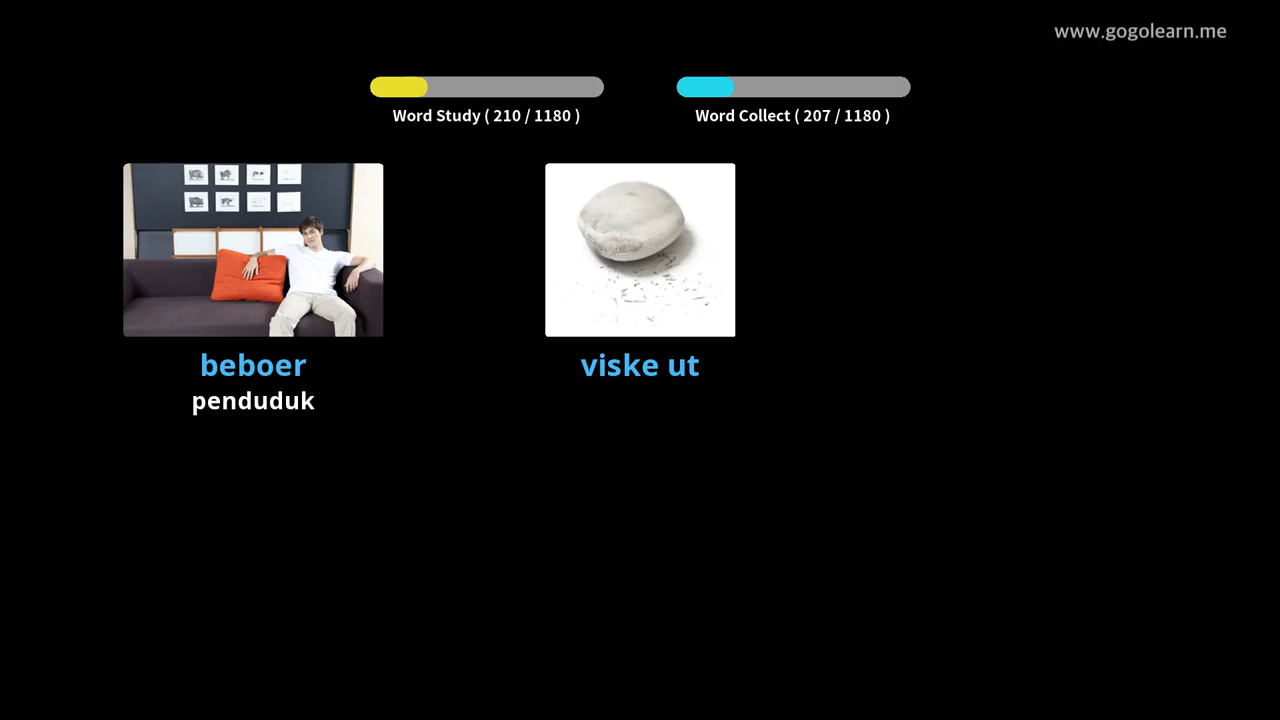 www.gogolearn.me
Word Study ( 210 / 1180 )
Word Collect ( 207 / 1180 )
beboer
penduduk
viske ut